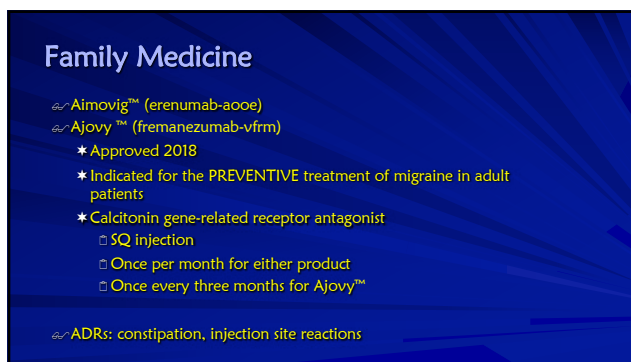 Family Medicine
Aimovig™ (erenumab-aooe)
Ajovy ™ (fremanezumab-vfrm)
Approved 2018
Indicated for the PREVENTIVE treatment of migraine in adult
patients
Calcitonin gene-related receptor antagonist
SQ injection
Once per month for either product
Once every three months for Ajovy™
ADRs: constipation, injection site reactions